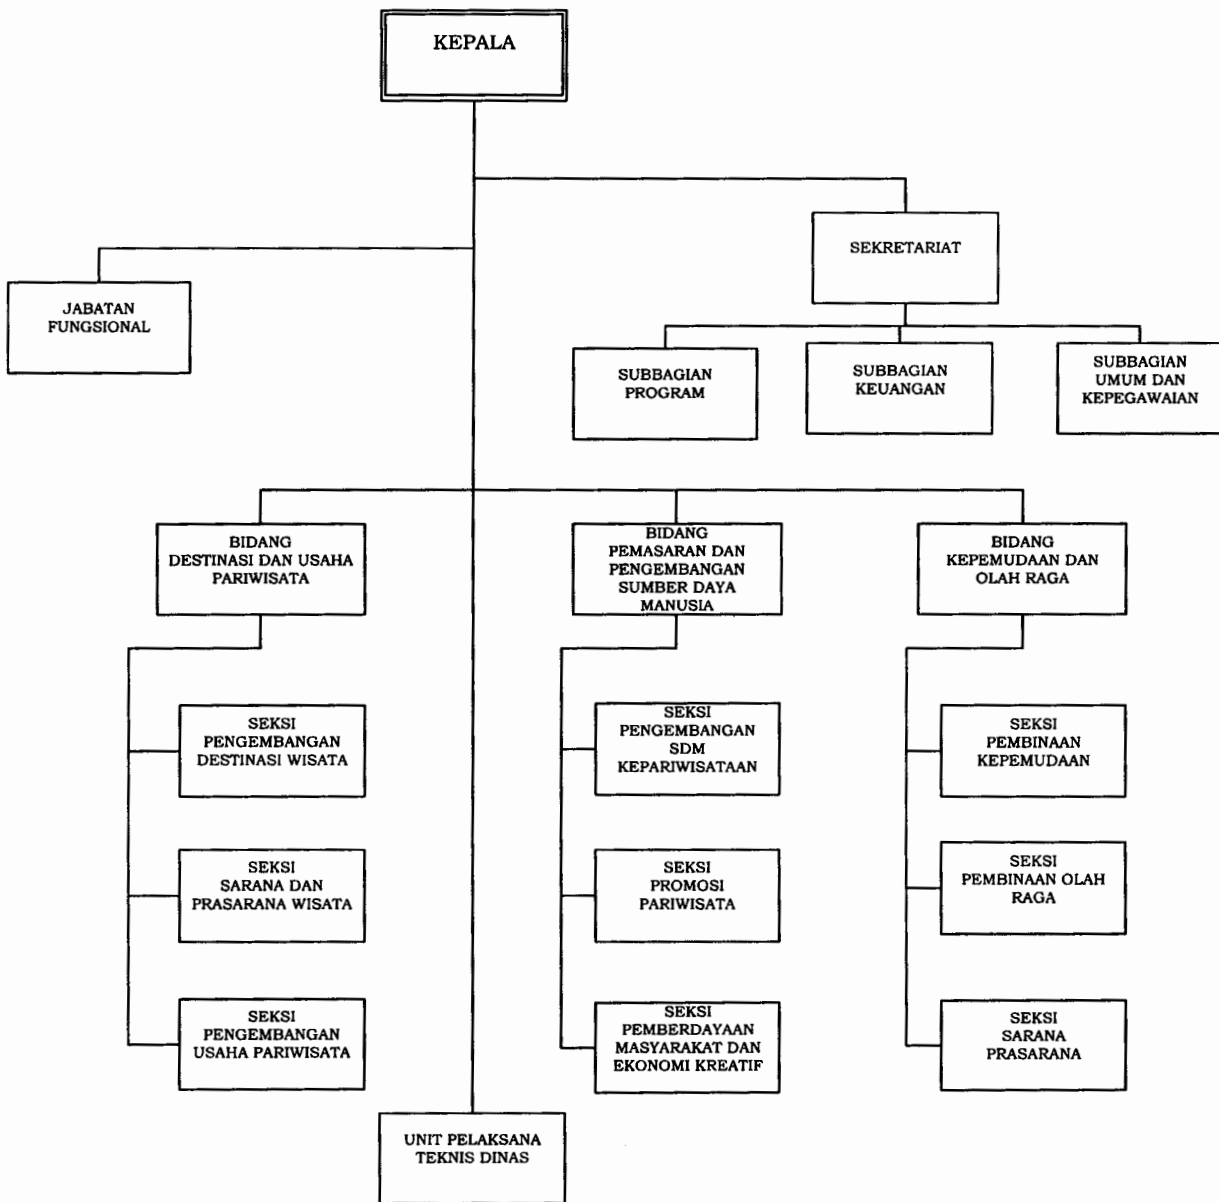 KEPALA
SEKRETARIAT
JABATAN
FUNGSIONAL
SUBBAGIAN
PROGRAM
SUBBAGIAN
KEUANGAN
SUBBAGIAN
UMUM DAN
KEPEGAWAIAN
BIDANG
DESTINASI DAN USAHA
PARIWISATA
BIDANG
PEMASARAN DAN
PENGEMBANGAN
SUMBER DAYA
MANUSIA
BIDANG
KEPEMUDAAN DAN
OLAH RAGA
SEKSI
PENGEMBANGAN
DESTINASI WISATA
SEKSI
PENGEMBANGAN
SDM
KEPARIWISATAAN
SEKSI
PEMBINAAN
KEPEMUDAAN
SEKSI
SARANA DAN
PRASARANA WISATA
SEKSI
PROMOSI
PARIWISATA
SEKSI
PEMBINAAN OLAH
RAGA
SEKSI
PENGEMBANGAN
USAHA PARIWISATA
SEKSI
PEMBERDAYAAN
MASYARAKAT DAN
EKONOMI KREATIF
SEKSI
SARANA
PRASARANA
UNIT PELAKSANA
TEKNIS DINAS